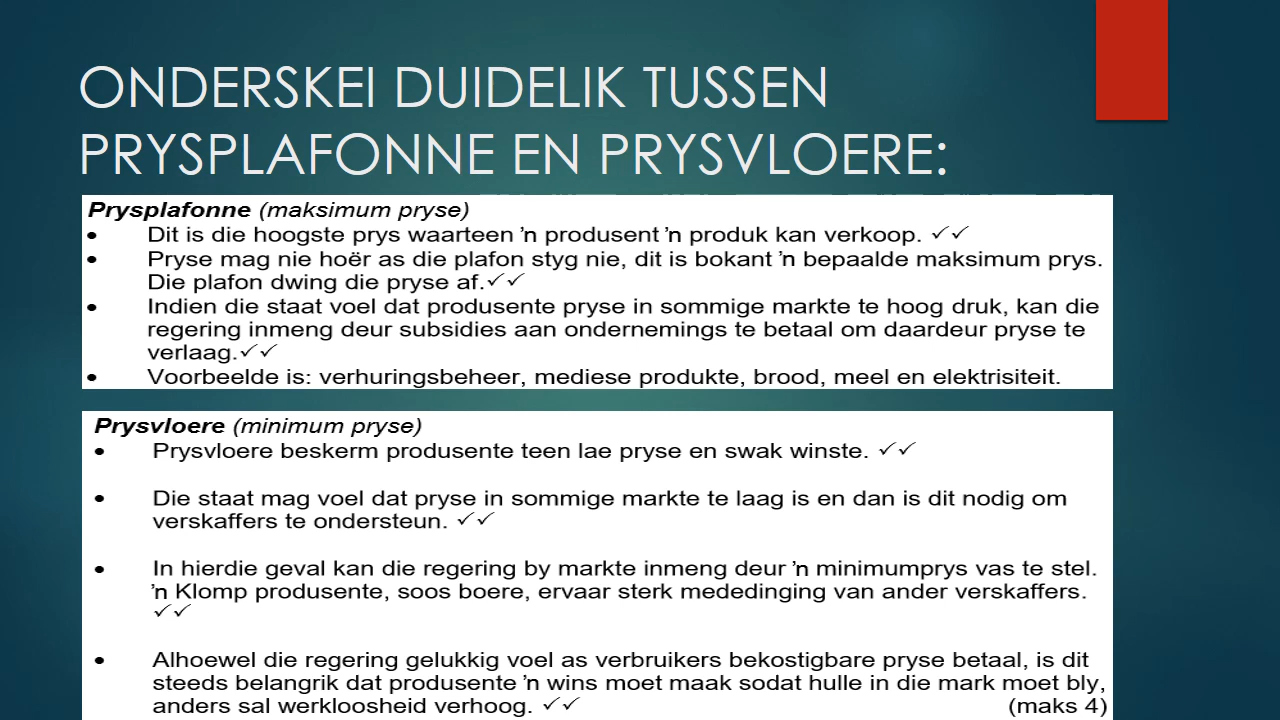 ONDERSKEI DUIDELIK TUSSEN
PRYSPLAFONNE EN PRYSVLOERE:
Prysplafonne (maksimum pryse)
• Dit is die hoogste prys waarteen 'n produsent 'n produk kan verkoop. ✓✓
• Pryse mag nie hoër as die plafon styg nie, dit is bokant 'n bepaalde maksimum prys.
Die plafon dwing die pryse af.✓✓
• Indien die staat voel dat produsente pryse in sommige markte te hoog druk, kan die
regering inmeng deur subsidies aan ondernemings te betaal om daardeur pryse te
verlaag.✓✓
• Voorbeelde is: verhuringsbeheer, mediese produkte, brood, meel en elektrisiteit.
Prysvloere (minimum pryse)
• Prysvloere beskerm produsente teen lae pryse en swak winste. ✓✓
• Die staat mag voel dat pryse in sommige markte te laag is en dan is dit nodig om
verskaffers te ondersteun. ✓✓
• In hierdie geval kan die regering by markte inmeng deur 'n minimumprys vas te stel.
'n Klomp produsente, soos boere, ervaar sterk mededinging van ander verskaffers.
✓✓
• Alhoewel die regering gelukkig voel as verbruikers bekostigbare pryse betaal, is dit
steeds belangrik dat produsente 'n wins moet maak sodat hulle in die mark moet bly,
anders sal werkloosheid verhoog. ✓✓ (maks 4)